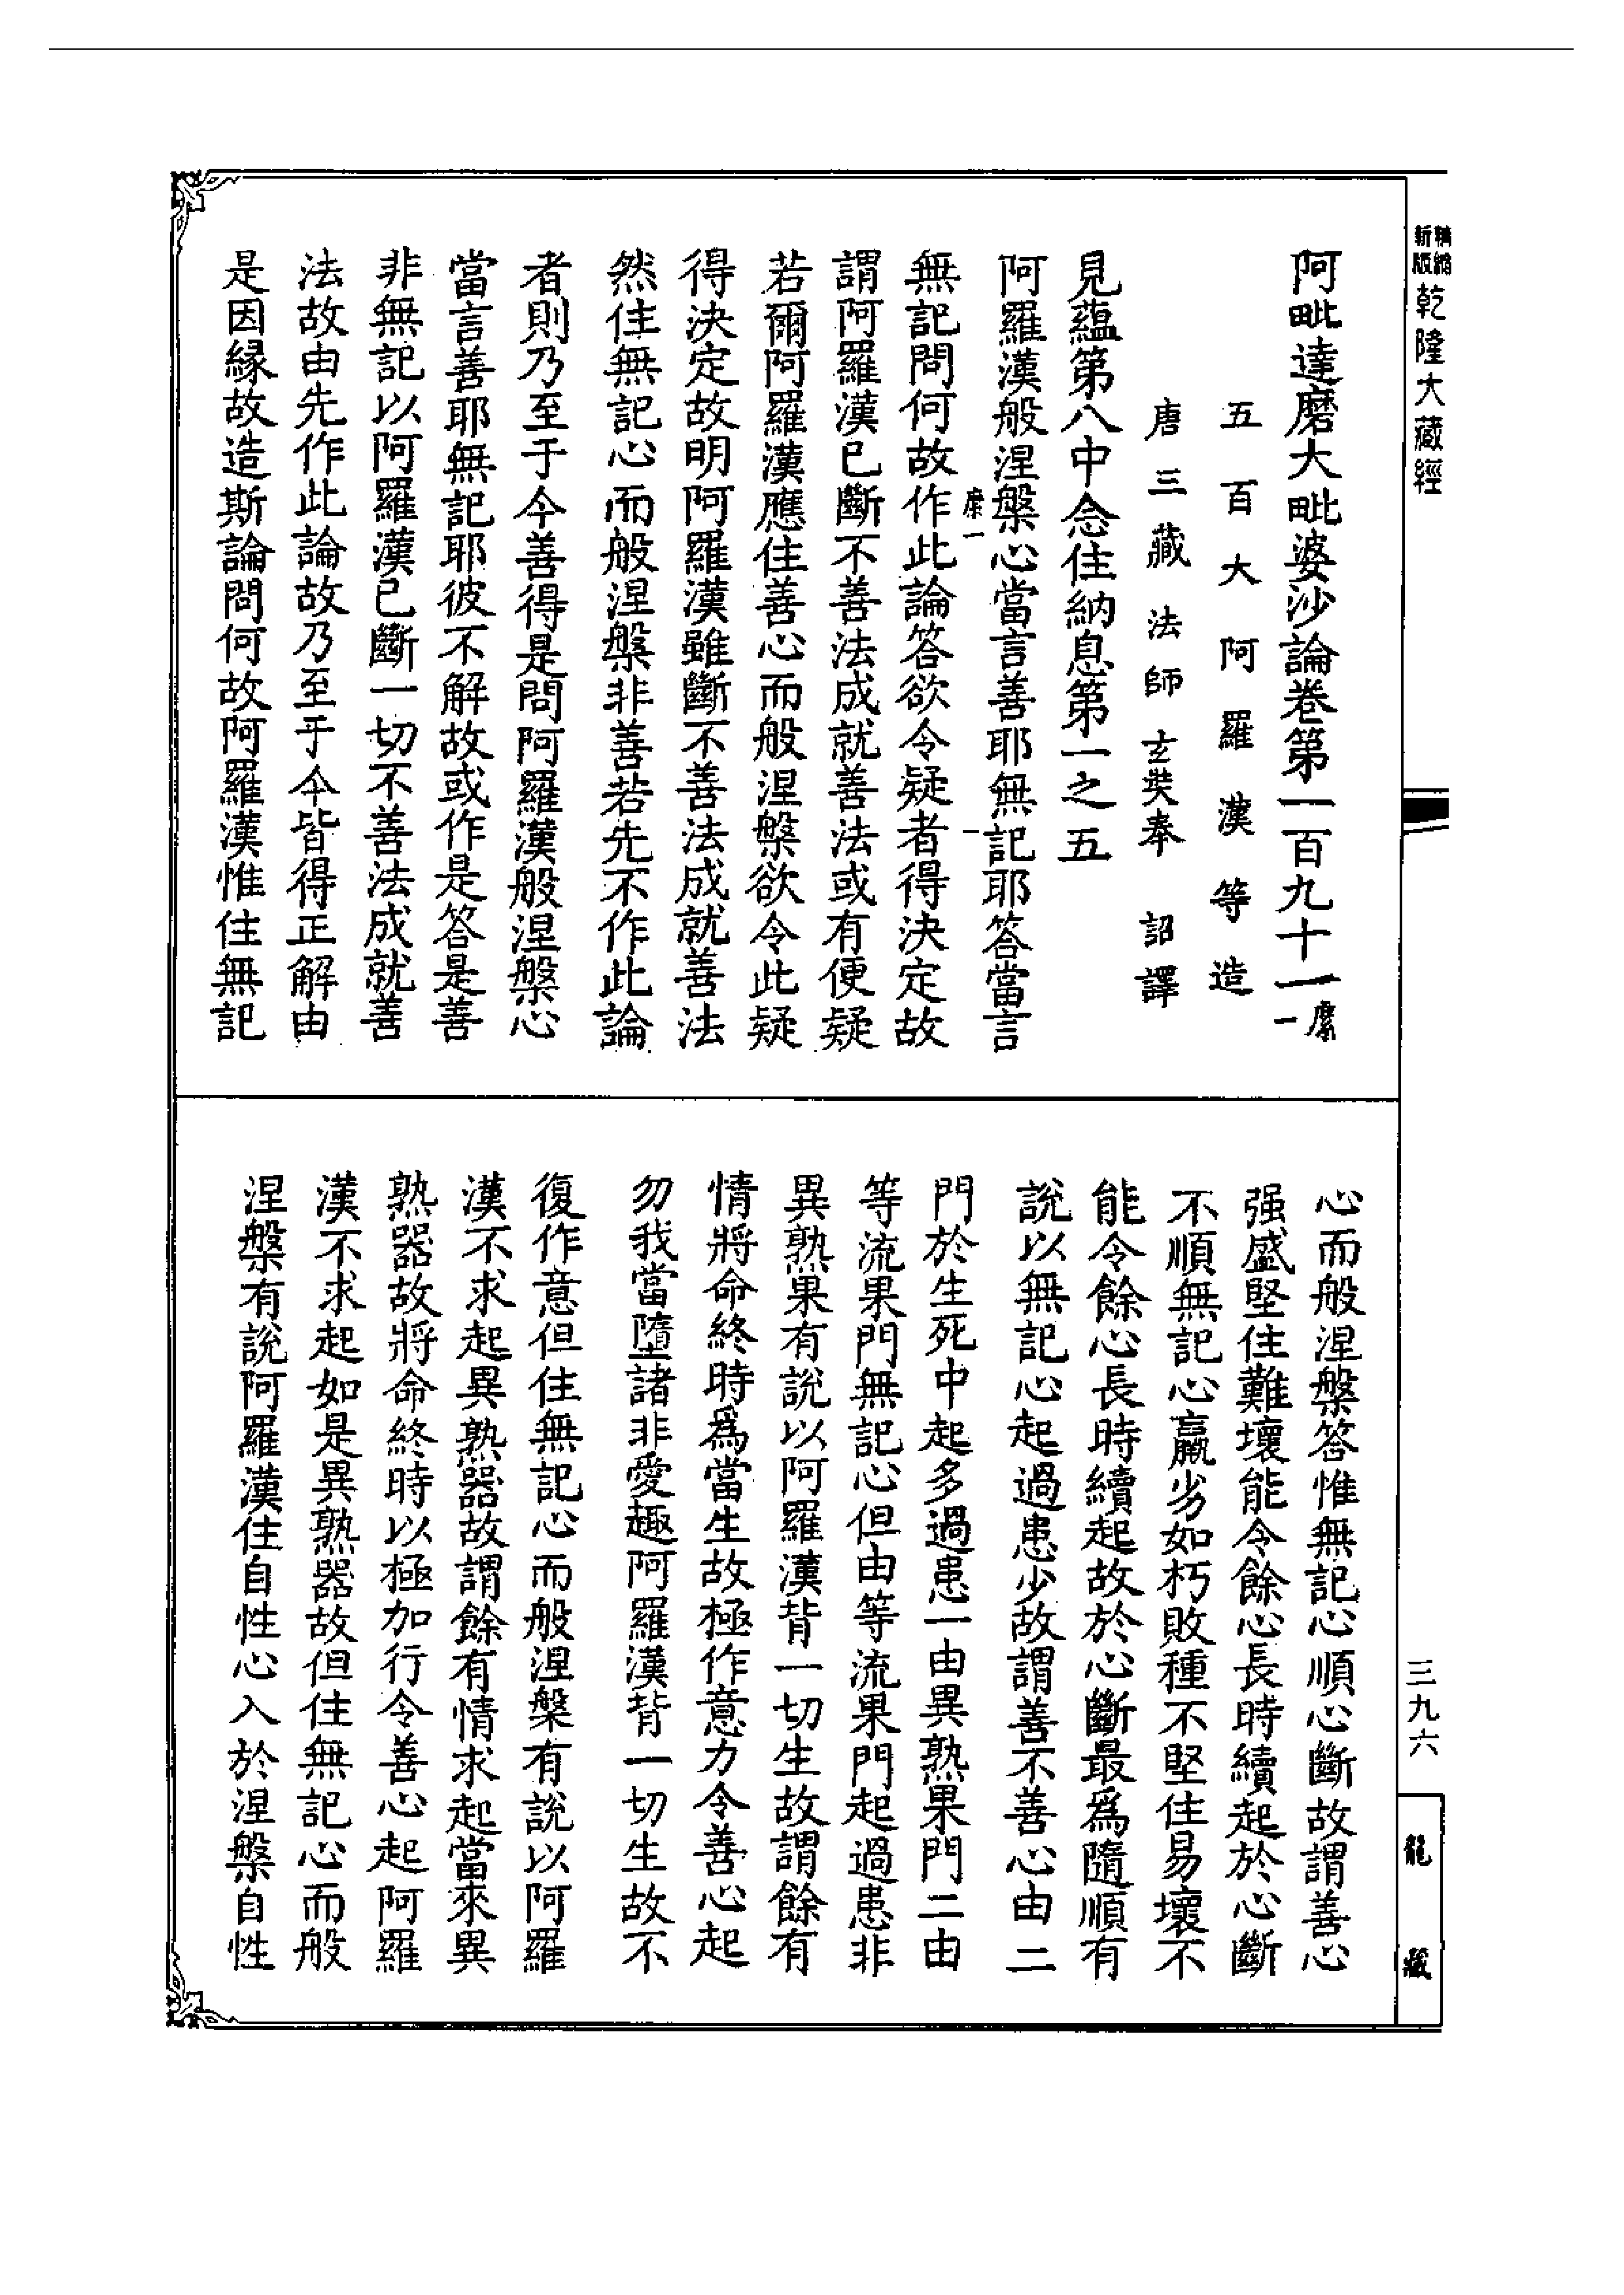 新版精縮乾隆大藏經
阿毗達磨大毗婆沙論卷第一百九十一 縻一
五百大阿羅漢等造
唐三藏法師玄奘奉詔譯
見蘊第八中念住納息第一之五
阿羅漢般涅槃心當言善耶無記耶答當言
縻一
無記問何故作此論答欲令疑者得決定故
謂阿羅漢已斷不善法成就善法或有便疑
若爾阿羅漢應住善心而般涅槃欲令此疑
得決定故明阿羅漢雖斷不善法成就善法
然住無記心而般涅槃非善若先不作此論
者則乃至于今善得是問阿羅漢般涅槃心
當言善耶無記耶彼不解故或作是答是善
非無記以阿羅漢已斷一切不善法成就善
法故由先作此論故乃至于今皆得正解由
是因緣故造斯論問何故阿羅漢惟住無記
心而般涅槃答惟無記心順心斷故謂善心
强盛堅住難壞能令餘心長時續起於心斷
不順無記心羸劣如朽敗種不堅住易壞不
能令餘心長時續起故於心斷最爲隨順有
說以無記心起過患少故謂善不善心由二
門於生死中起多過患一由異熟果門二由
等流果門無記心但由等流果門起過患非
異熟果有說以阿羅漢背一切生故謂餘有
情將命終時爲當生故極作意力令善心起
勿我當墮諸非愛趣阿羅漢背一切生故不
復作意但住無記心而般涅槃有說以阿羅
漢不求起異熟器故謂餘有情求起當來異
熟器故將命終時以極加行令善心起阿羅
漢不求起如是異熟器故但住無記心而般
涅槃有說阿羅漢住自性心入於涅槃自性
三九六
龍藏